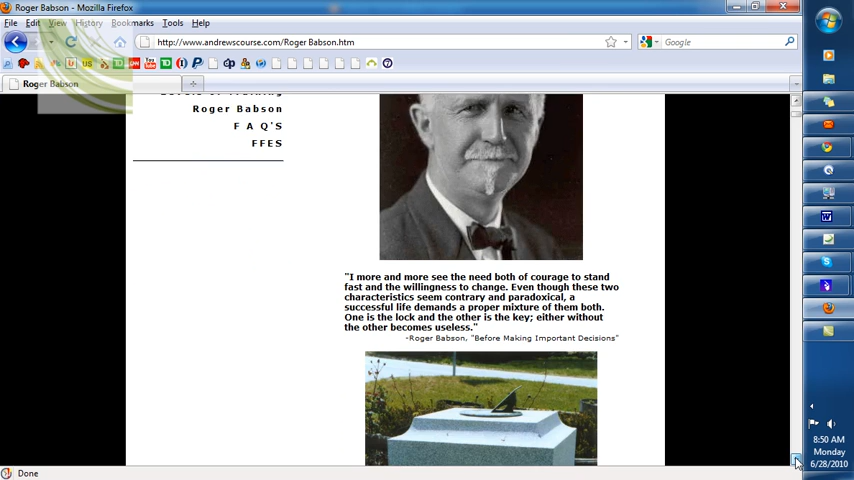 Roger Babson - Mozilla Firefox
File Edit View History Bookmarks Tools Help
http://www.andrewscourse.com/Roger Babson.htm
Google
Roger Babson
Roger Babson
F A Q'S
FFES
"I more and more see the need both of courage to stand
fast and the willingness to change. Even though these two
characteristics seem contrary and paradoxical, a
successful life demands a proper mixture of them both.
One is the lock and the other is the key; either without
the other becomes useless."
-Roger Babson, "Before Making Important Decisions"
8:50 AM
Monday
6/28/2010
Done